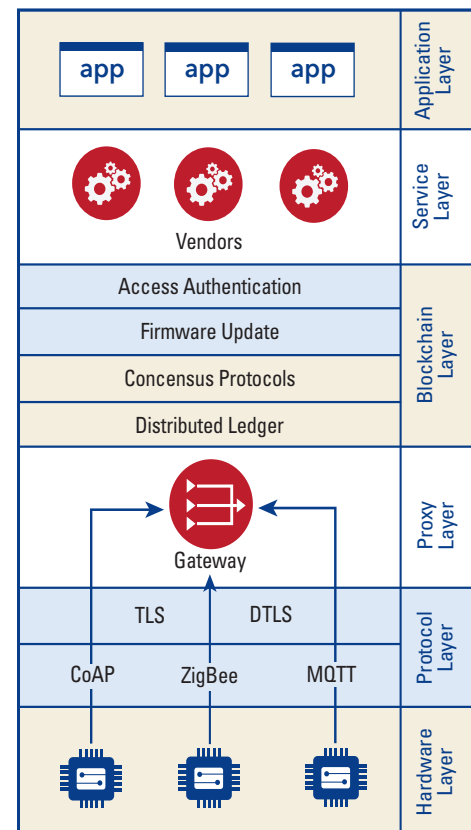 app app app
Application
Layer
Service
Layer
Vendors
Access Authentication
Firmware Update
Concensus Protocols
Distributed Ledger
Blockchain
Layer
Gateway
Proxy
Layer
TLS DTLS
CoAP ZigBee MQTT
Protocol
Layer
Hardware
Layer